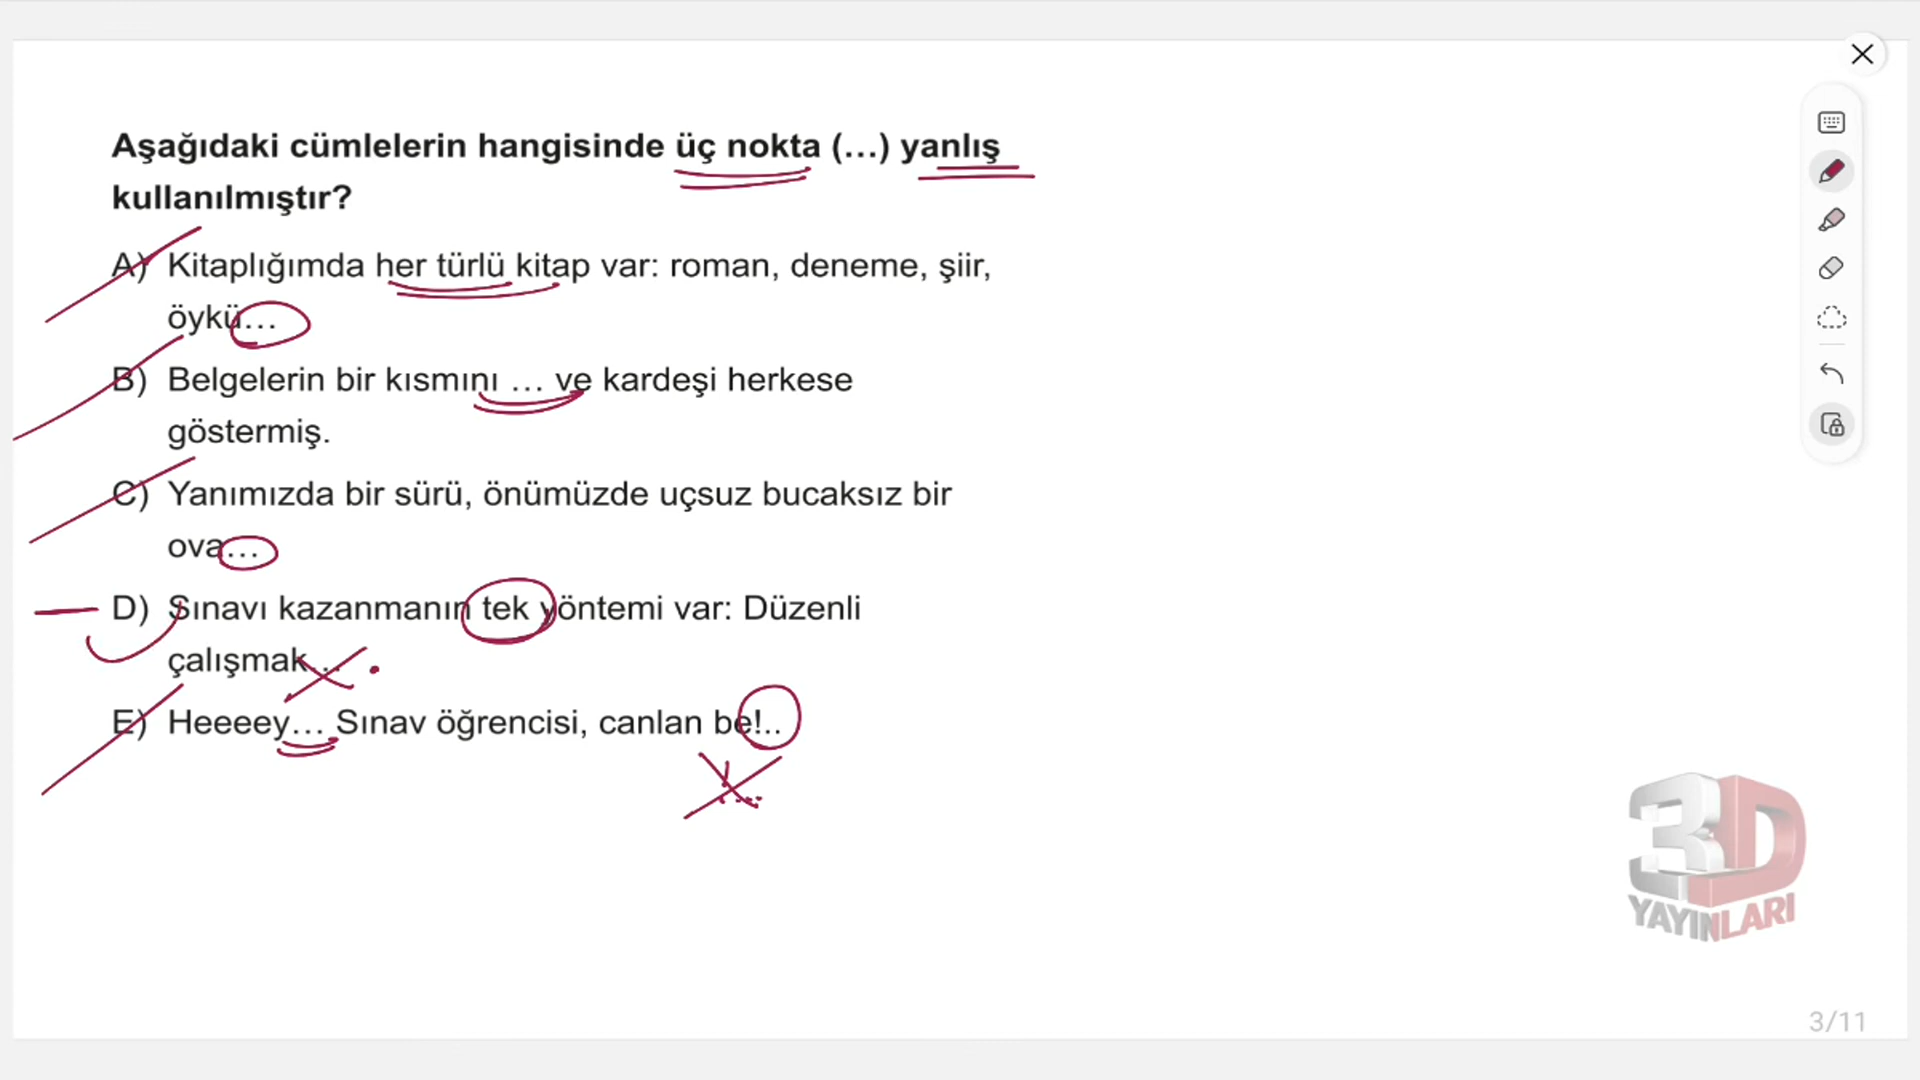 Aşağıdaki cümlelerin hangisinde üç nokta (...) yanlış
kullanılmıştır?
A) Kitaplığımda her türlü kitap var: roman, deneme, şiir,
öykü...
B) Belgelerin bir kısmını ... ve kardeşi herkese
göstermiş.
C) Yanımızda bir sürü, önümüzde uçsuz bucaksız bir
ova...
D) Sınavı kazanmanın tek yöntemi var: Düzenli
çalışmak... .
E) Heeeey... Sınav öğrencisi, canlan be!..
!...
3D
YAYINLARI
3/11